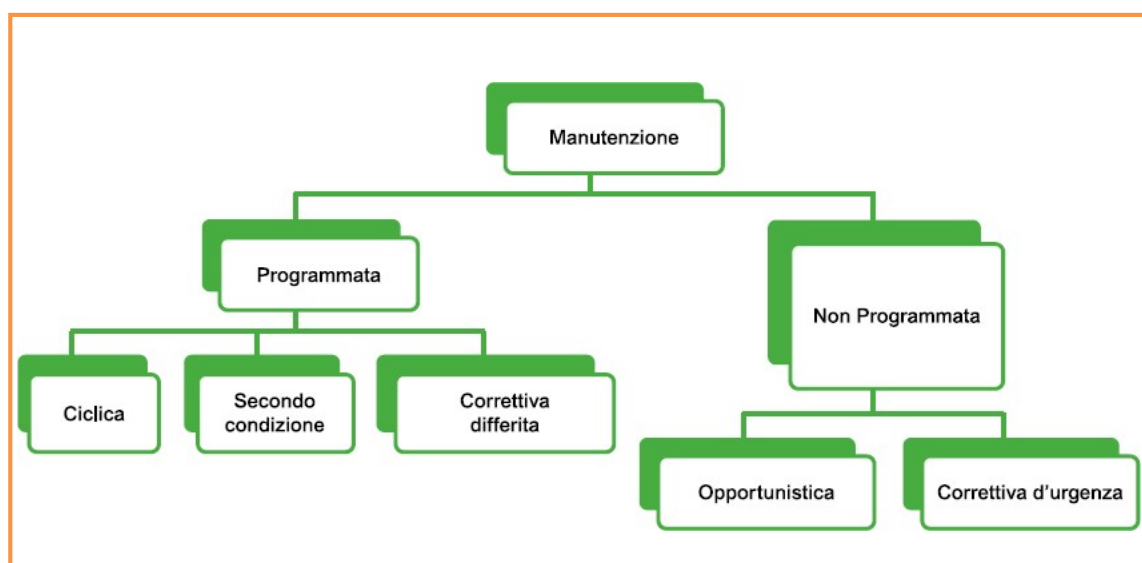 Manutenzione
Programmata
Non Programmata
Ciclica
Secondo
condizione
Correttiva
differita
Opportunistica
Correttiva d'urgenza